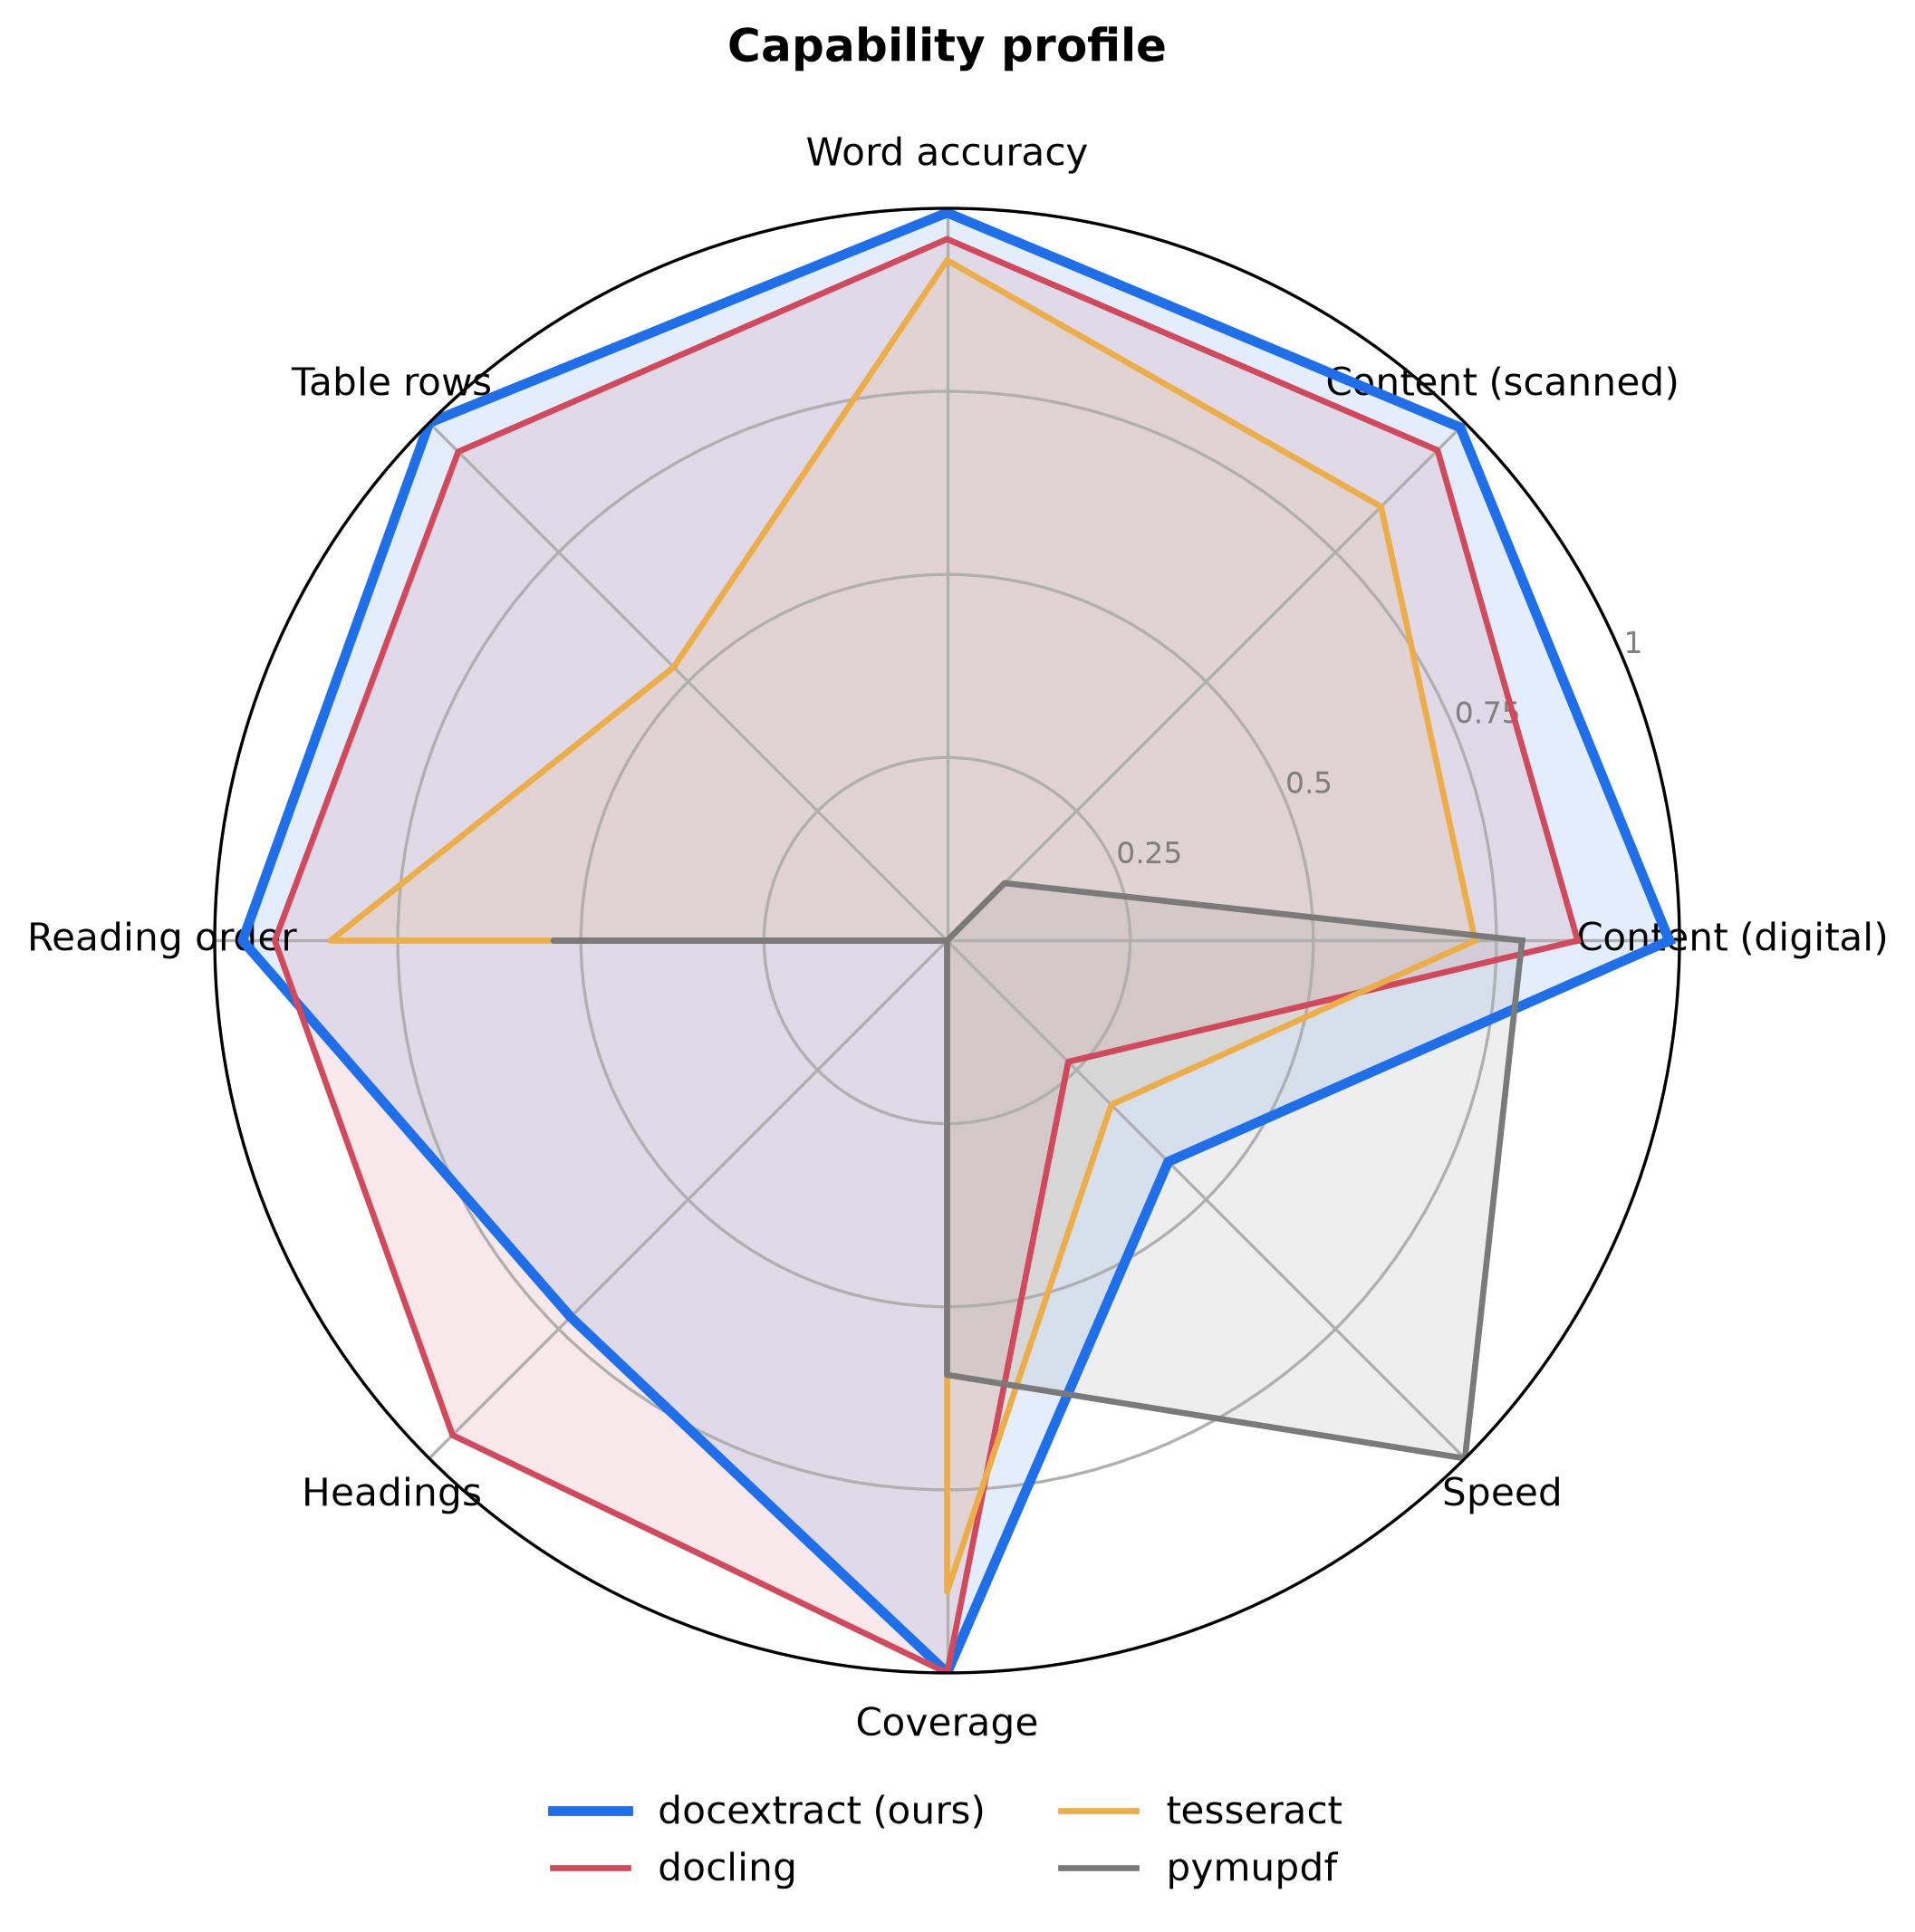 Capability profile
Word accuracy
Table rows
Content (scanned)
1
0.75
0.5
0.25
Reading order
Content (digital)
Headings
Speed
Coverage
docextract (ours)
tesseract
docling
pymupdf